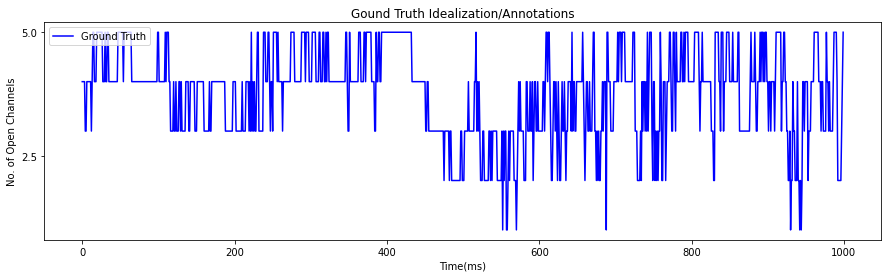 Gound Truth Idealization/Annotations
Ground Truth
5.0
2.5
No. of Open Channels
0
200
400
600
800
1000
Time(ms)